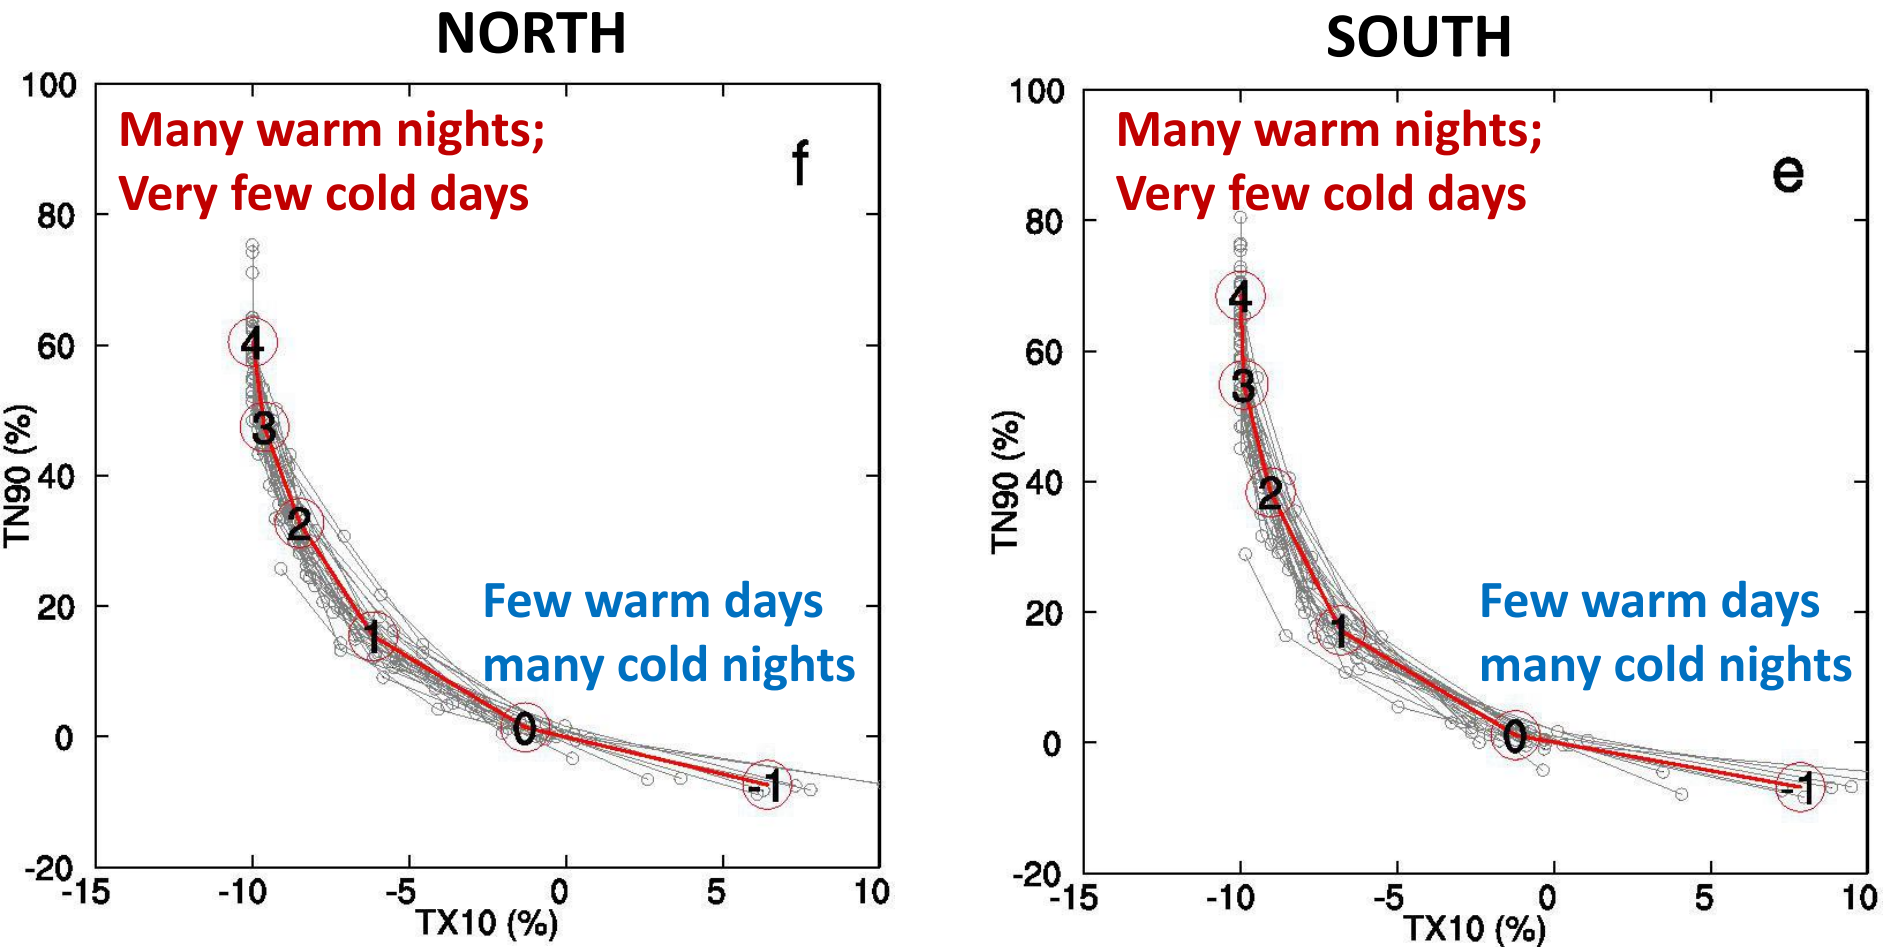 NORTH
100
80
60
40
20
0
-20
TN90 (%)
Many warm nights;
Very few cold days
f
4
3
2
1
0
-1
Few warm days
many cold nights
-15
-10
-5
0
5
10
TX10 (%)
SOUTH
100
80
60
40
20
0
-20
TN90 (%)
Many warm nights;
Very few cold days
e
4
3
2
1
0
-1
Few warm days
many cold nights
-15
-10
-5
0
5
10
TX10 (%)